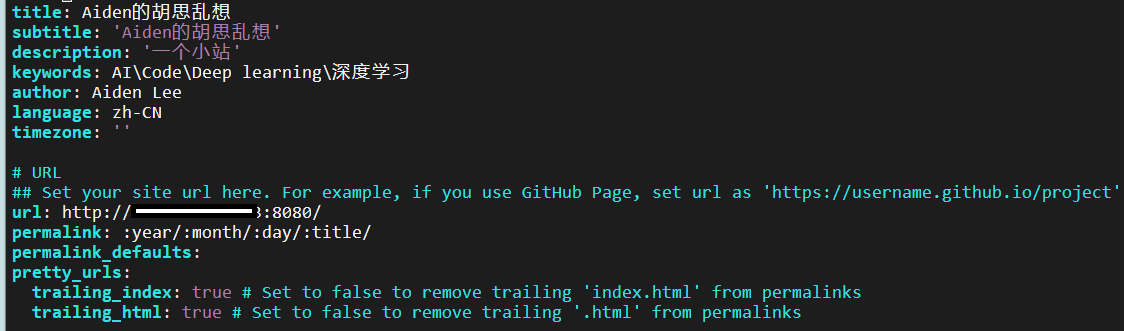 title: Aiden的胡思乱想
subtitle: 'Aiden的胡思乱想'
description: '一个小站'
keywords: AI\Code\Deep learning\深度学习
author: Aiden Lee
language: zh-CN
timezone: ''
# URL
## Set your site url here. For example, if you use GitHub Page, set url as 'https://username.github.io/project'
url: http://:8080/
permalink: :year/:month/:day/:title/
permalink_defaults:
pretty_urls:
trailing_index: true # Set to false to remove trailing 'index.html' from permalinks
trailing_html: true # Set to false to remove trailing '.html' from permalinks